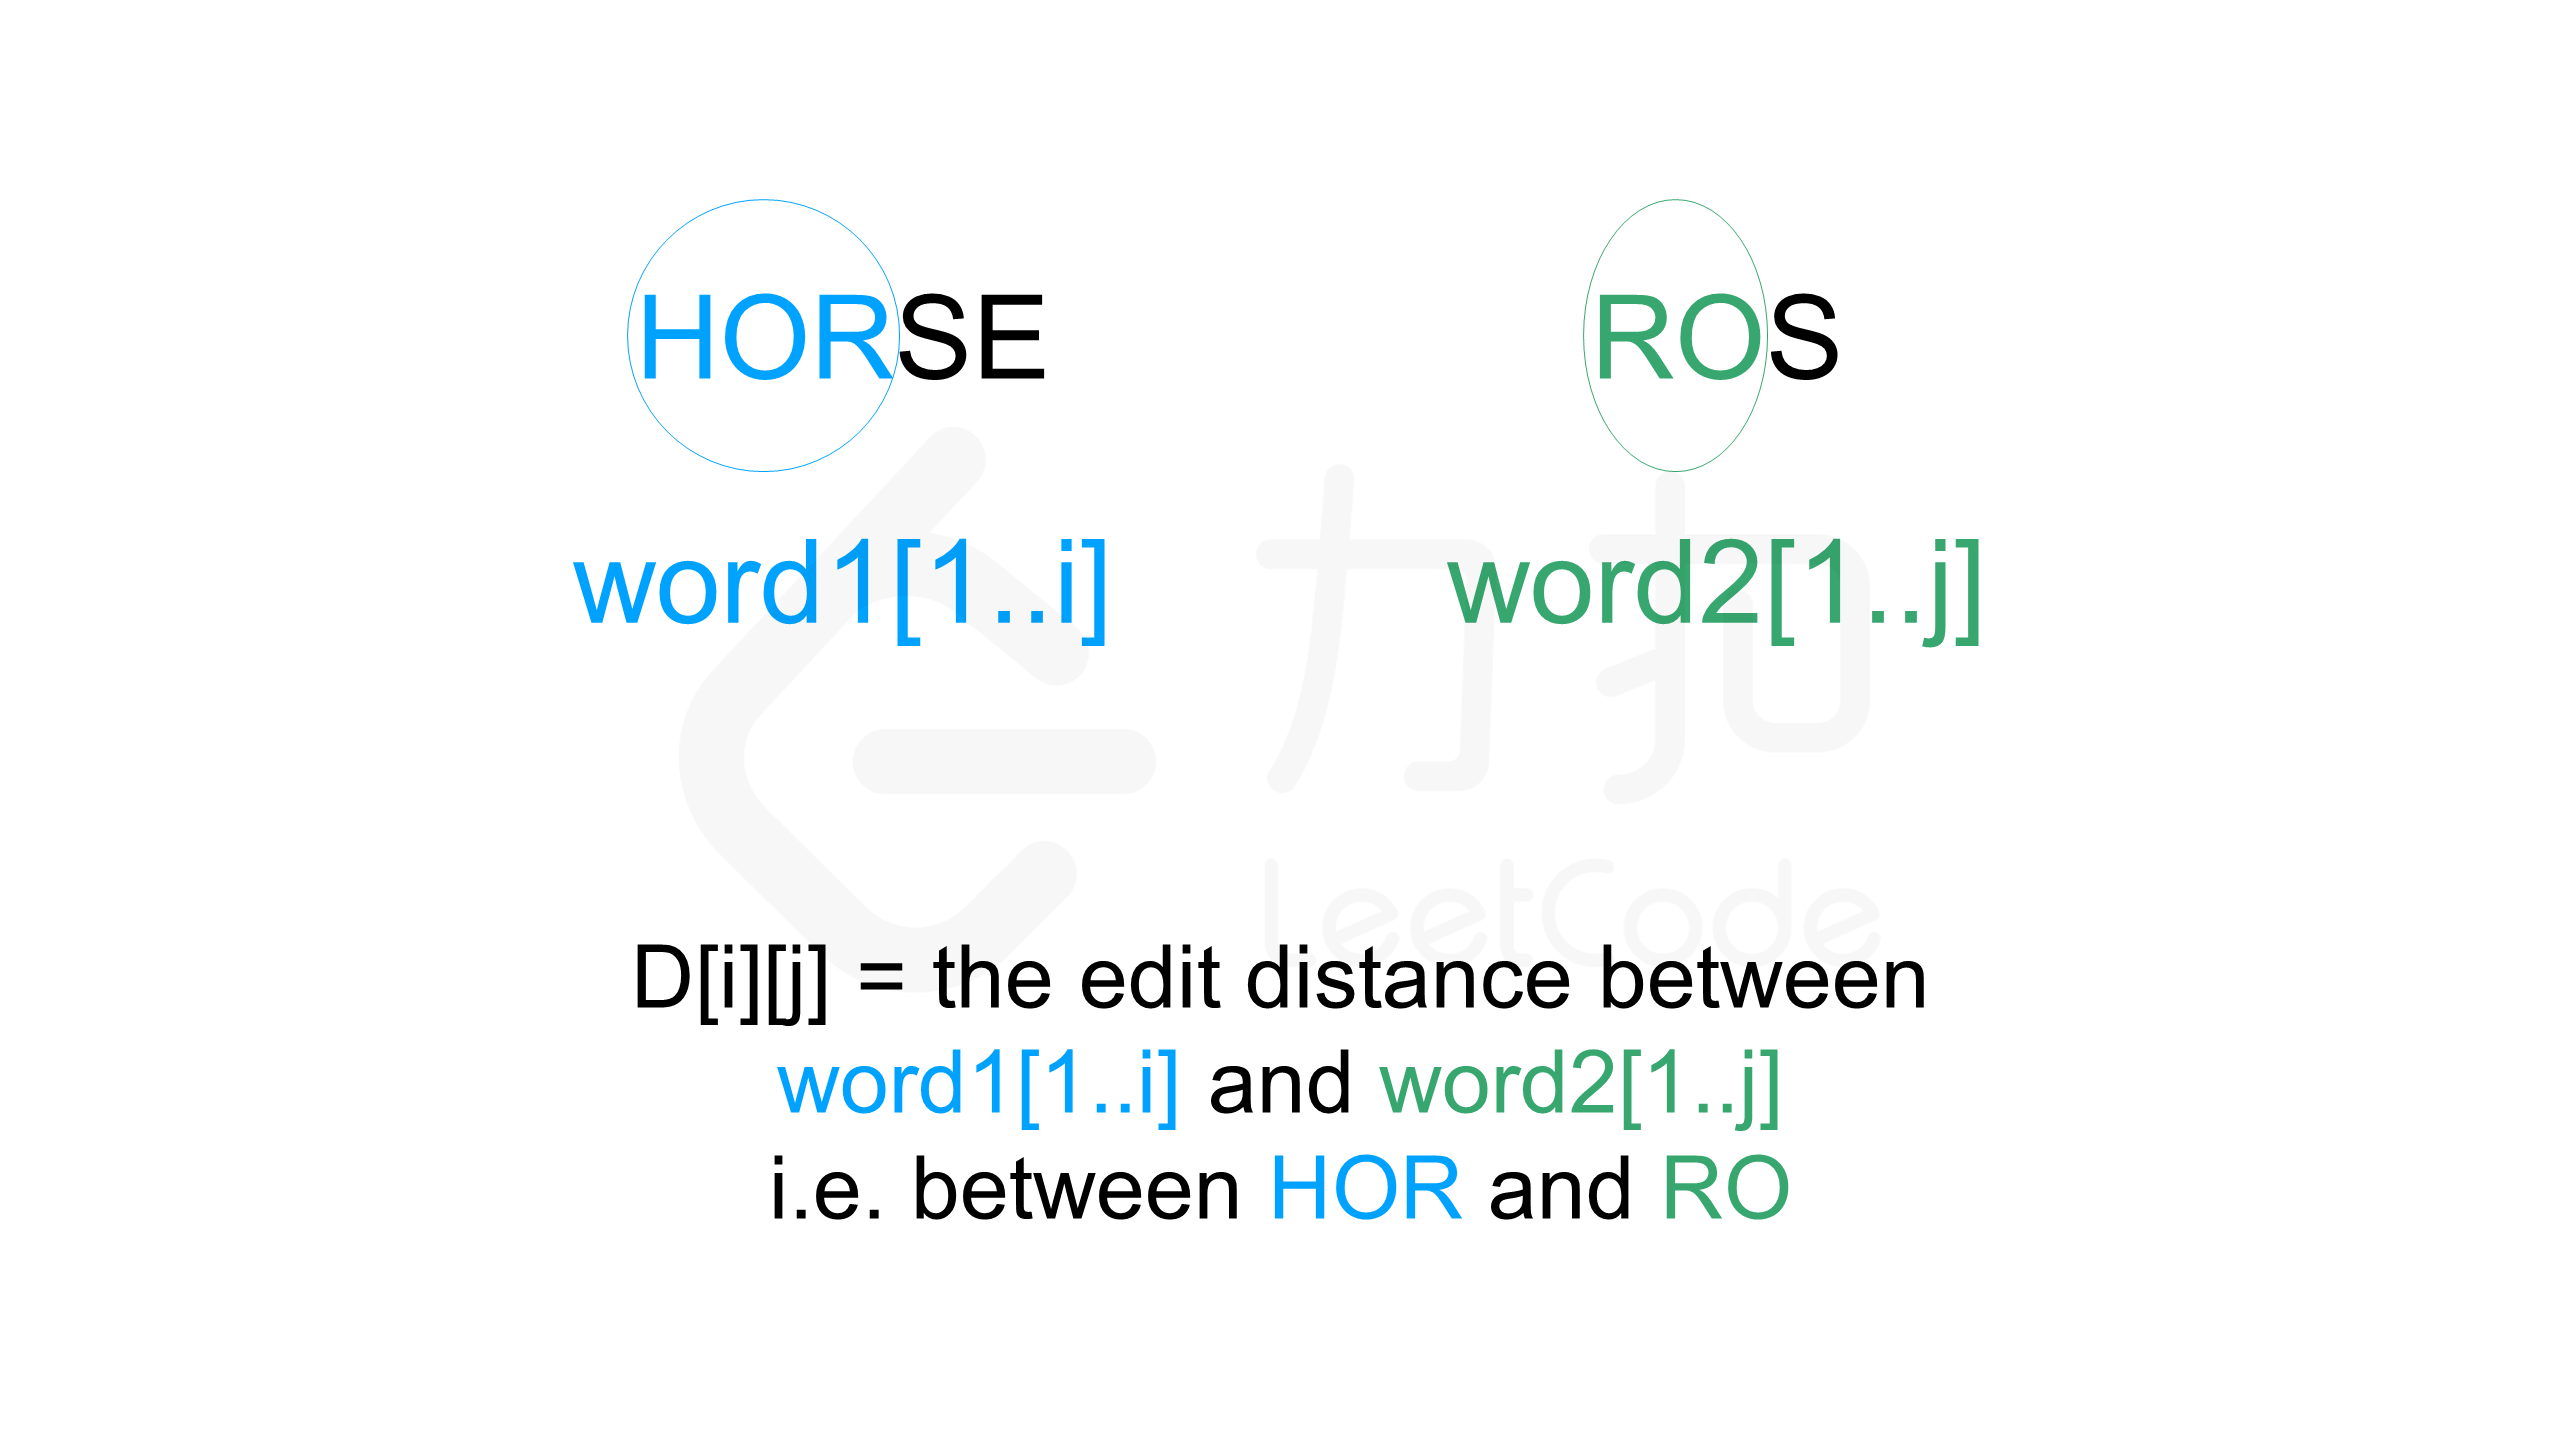 HORSE ROS
word1[1..i] word2[1..j]
力扣
LeetCode
D[i][j] = the edit distance between
word1[1..i] and word2[1..j]
i.e. between HOR and RO